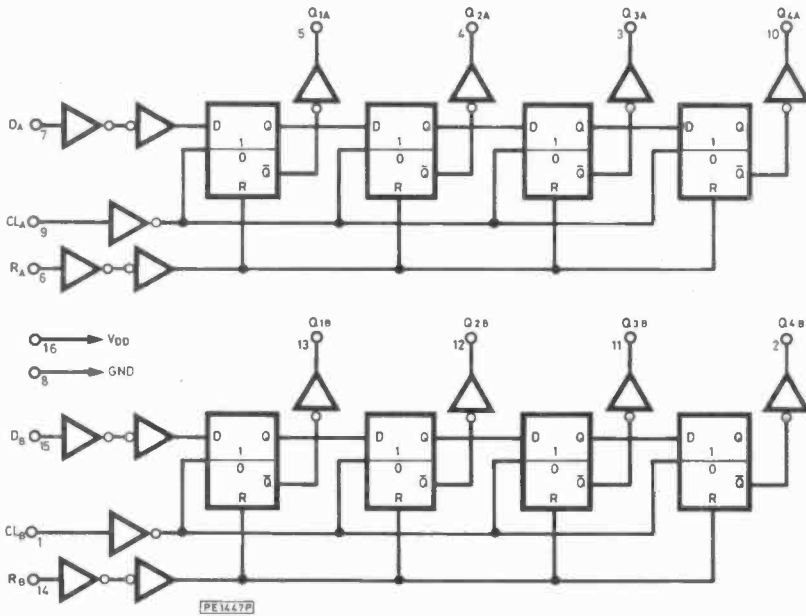 Q1A Q2A Q3A Q4A
5 4 3 10
DA 7 D Q D Q D Q D Q
1 1 1 1
0 0 0 0
Q̅ Q̅ Q̅ Q̅
R R R R
CLA 9
RA 6
16 VDD
8 GND
Q1B Q2B Q3B Q4B
13 12 11 2
DB 15 D Q D Q D Q D Q
1 1 1 1
0 0 0 0
Q̅ Q̅ Q̅ Q̅
R R R R
CLB 1
RB 14
PE1447P